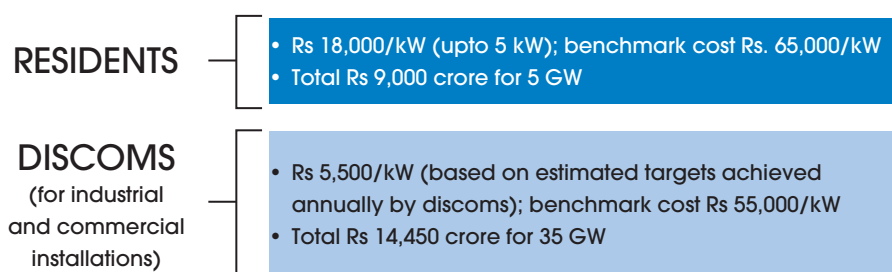 RESIDENTS
• Rs 18,000/kW (upto 5 kW); benchmark cost Rs. 65,000/kW
• Total Rs 9,000 crore for 5 GW
DISCOMS
(for industrial
and commercial
installations)
• Rs 5,500/kW (based on estimated targets achieved
annually by discoms); benchmark cost Rs 55,000/kW
• Total Rs 14,450 crore for 35 GW